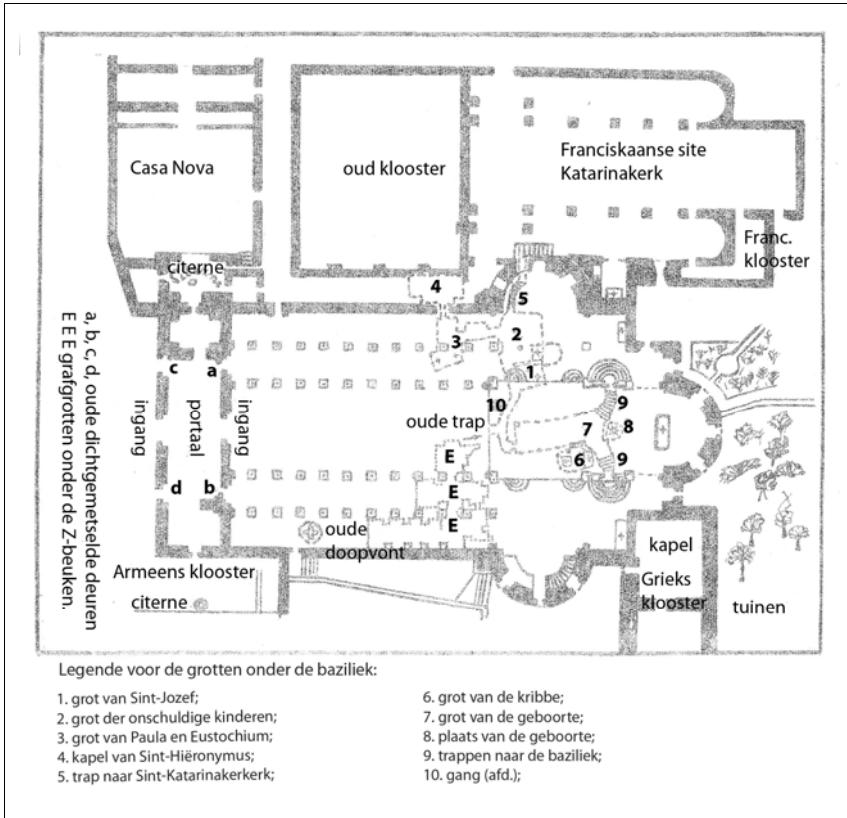 Casa Nova
oud klooster
Franciskaanse site
Katarinakerk
Franc.
klooster
citerne
4
5
3
2
1
c
a
10
9
8
7
6
9
oude trap
ingang
portaal
ingang
a, b, c, d, oude dichtgemetselde deuren
E E E grafgrotten onder de Z-beuken.
E
E
E
d
b
oude
doopvont
Armeens klooster
citerne
kapel
Grieks
klooster
tuinen
Legende voor de grotten onder de baziliek:
1. grot van Sint-Jozef;
2. grot der onschuldige kinderen;
3. grot van Paula en Eustochium;
4. kapel van Sint-Hiëronymus;
5. trap naar Sint-Katarinakerkerk;
6. grot van de kribbe;
7. grot van de geboorte;
8. plaats van de geboorte;
9. trappen naar de baziliek;
10. gang (afd.);